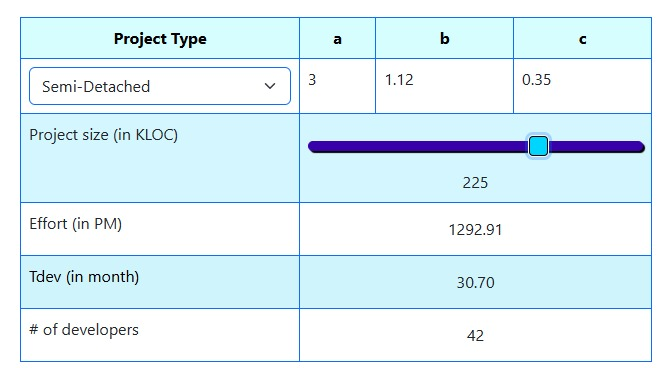 Project Type a b c
Semi-Detached 3 1.12 0.35
Project size (in KLOC)
225
Effort (in PM) 1292.91
Tdev (in month) 30.70
# of developers 42